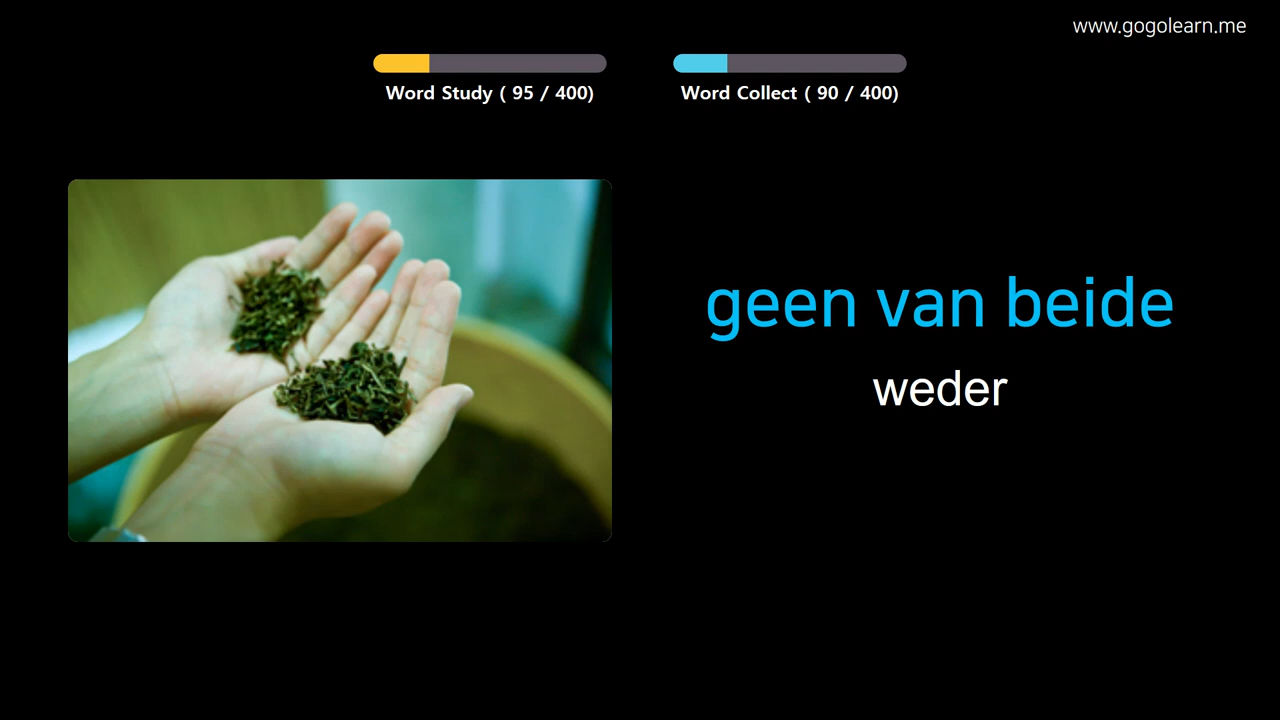 www.gogolearn.me
Word Study ( 95 / 400)
Word Collect ( 90 / 400)
geen van beide
weder